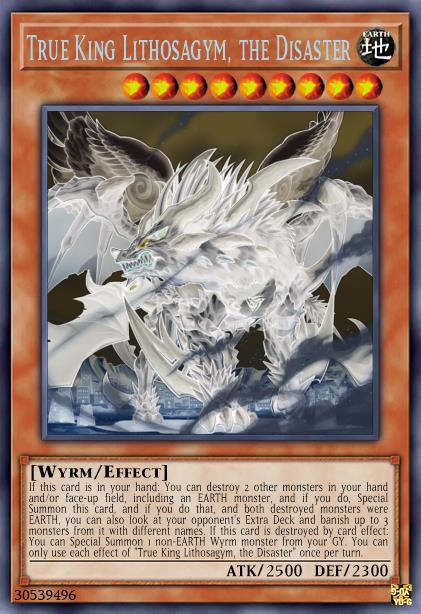 TRUE KING LITHOSAGYM, THE DISASTER
EARTH
地
[WYRM/EFFECT]
If this card is in your hand: You can destroy 2 other monsters in your hand
and/or face-up field, including an EARTH monster, and if you do, Special
Summon this card, and if you do that, and both destroyed monsters were
EARTH, you can also look at your opponent's Extra Deck and banish up to 3
monsters from it with different names. If this card is destroyed by card effect:
You can Special Summon 1 non-EARTH Wyrm monster from your GY. You can
only use each effect of "True King Lithosagym, the Disaster" once per turn.
ATK/2500 DEF/2300
30539496